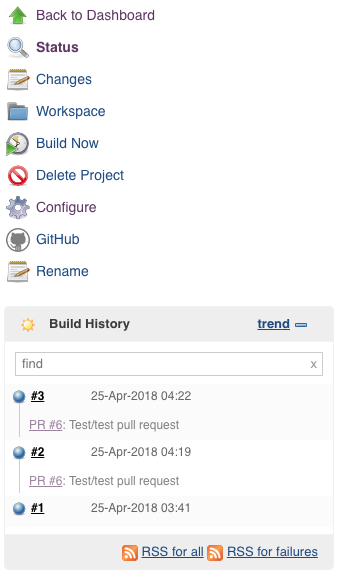 Back to Dashboard
Status
Changes
Workspace
Build Now
Delete Project
Configure
GitHub
Rename
Build History trend
find x
#3 25-Apr-2018 04:22
PR #6: Test/test pull request
#2 25-Apr-2018 04:19
PR #6: Test/test pull request
#1 25-Apr-2018 03:41
RSS for all RSS for failures